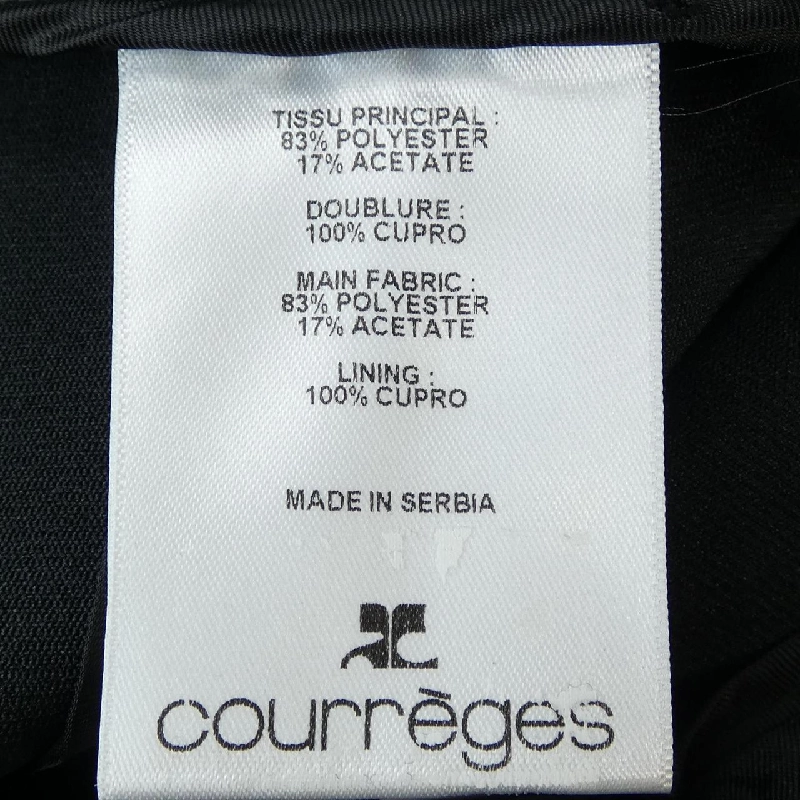 TISSU PRINCIPAL :
83% POLYESTER
17% ACETATE
DOUBLURE :
100% CUPRO
MAIN FABRIC :
83% POLYESTER
17% ACETATE
LINING :
100% CUPRO
MADE IN SERBIA
courrèges